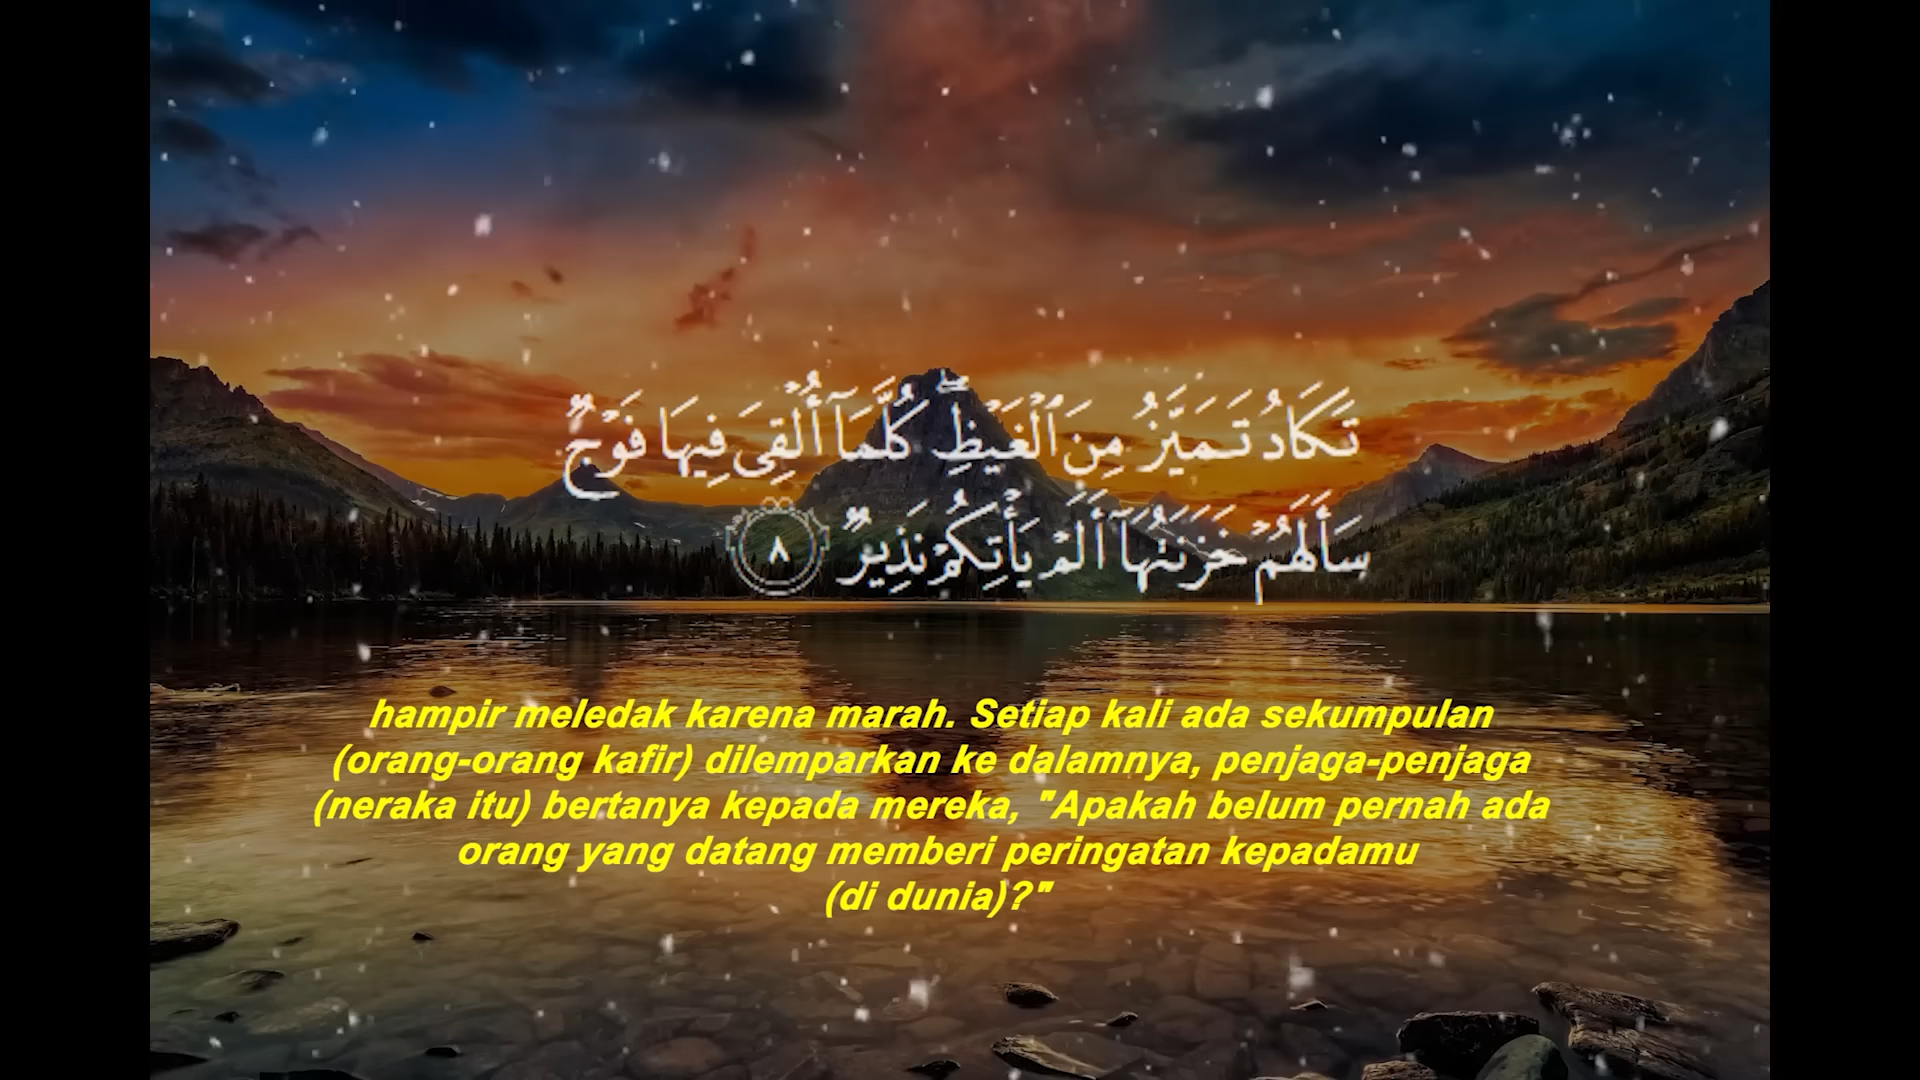 تَكَادُ تَمَيَّزُ مِنَ ٱلْغَيْظِ ۖ كُلَّمَآ أُلْقِىَ فِيهَا فَوْجٌ
سَأَلَهُمْ خَزَنَتُهَآ أَلَمْ يَأْتِكُمْ نَذِيرٌ ٨
hampir meledak karena marah. Setiap kali ada sekumpulan
(orang-orang kafir) dilemparkan ke dalamnya, penjaga-penjaga
(neraka itu) bertanya kepada mereka, "Apakah belum pernah ada
orang yang datang memberi peringatan kepadamu
(di dunia)?"